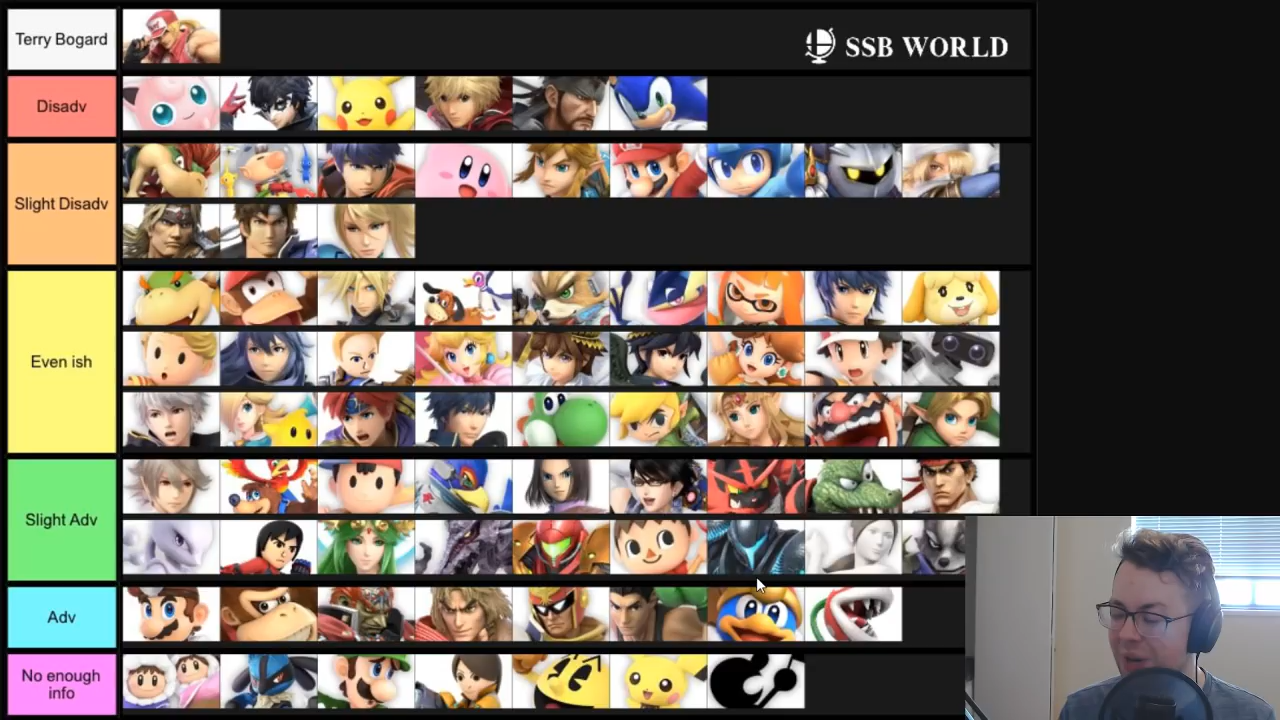 Terry Bogard
SSB WORLD
Disadv
Slight Disadv
Even ish
Slight Adv
Adv
No enough
info